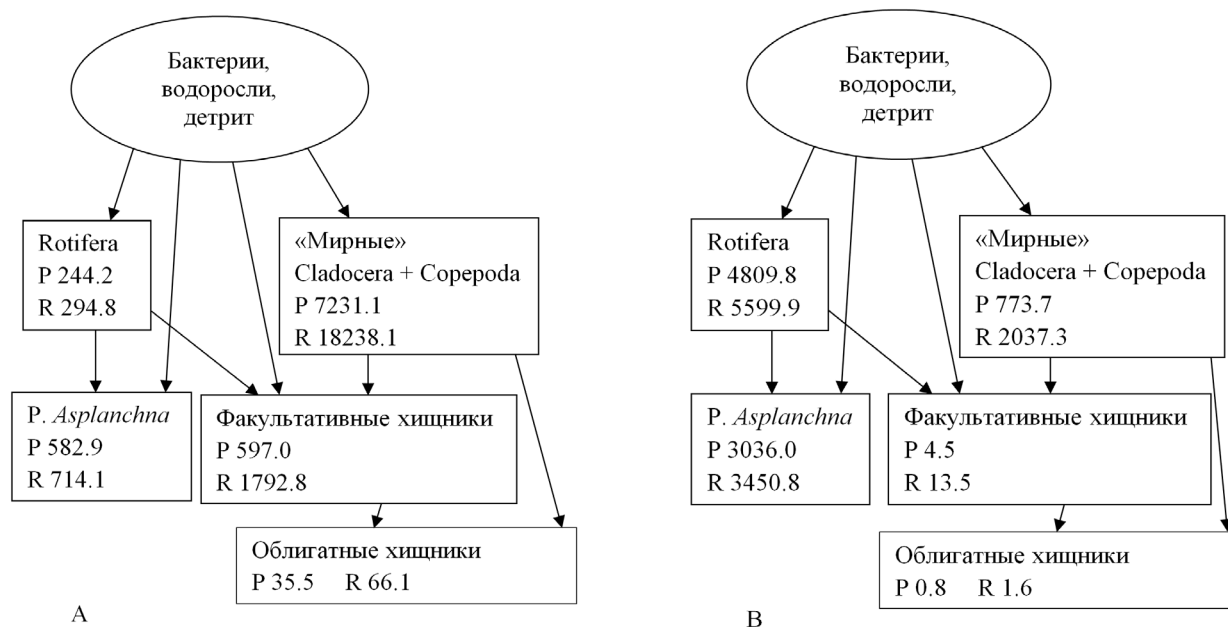 Бактерии,
водоросли,
детрит
Rotifera
P 244.2
R 294.8
«Мирные»
Cladocera + Copepoda
P 7231.1
R 18238.1
Р. Asplanchna
P 582.9
R 714.1
Факультативные хищники
P 597.0
R 1792.8
Облигатные хищники
P 35.5 R 66.1
A
Бактерии,
водоросли,
детрит
Rotifera
P 4809.8
R 5599.9
«Мирные»
Cladocera + Copepoda
P 773.7
R 2037.3
Р. Asplanchna
P 3036.0
R 3450.8
Факультативные хищники
P 4.5
R 13.5
Облигатные хищники
P 0.8 R 1.6
B